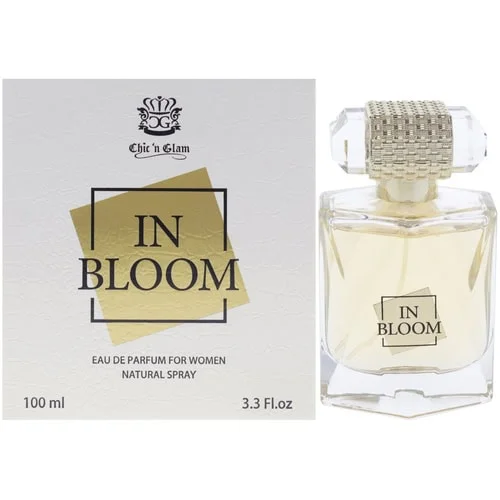 CG
Chic 'n Glam
IN
BLOOM
EAU DE PARFUM FOR WOMEN
NATURAL SPRAY
100 ml
3.3 Fl.oz
IN
BLOOM